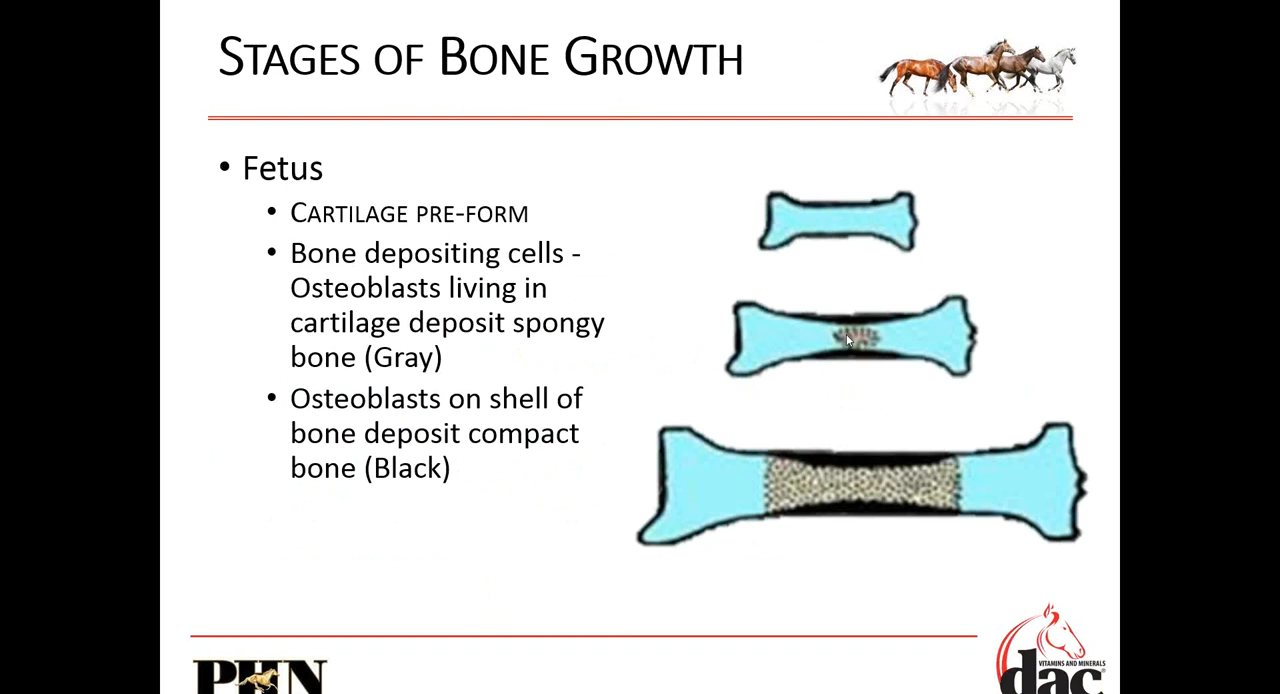 STAGES OF BONE GROWTH
• Fetus
• CARTILAGE PRE-FORM
• Bone depositing cells -
Osteoblasts living in
cartilage deposit spongy
bone (Gray)
• Osteoblasts on shell of
bone deposit compact
bone (Black)
PHN
VITAMINS AND MINERALS
dac®